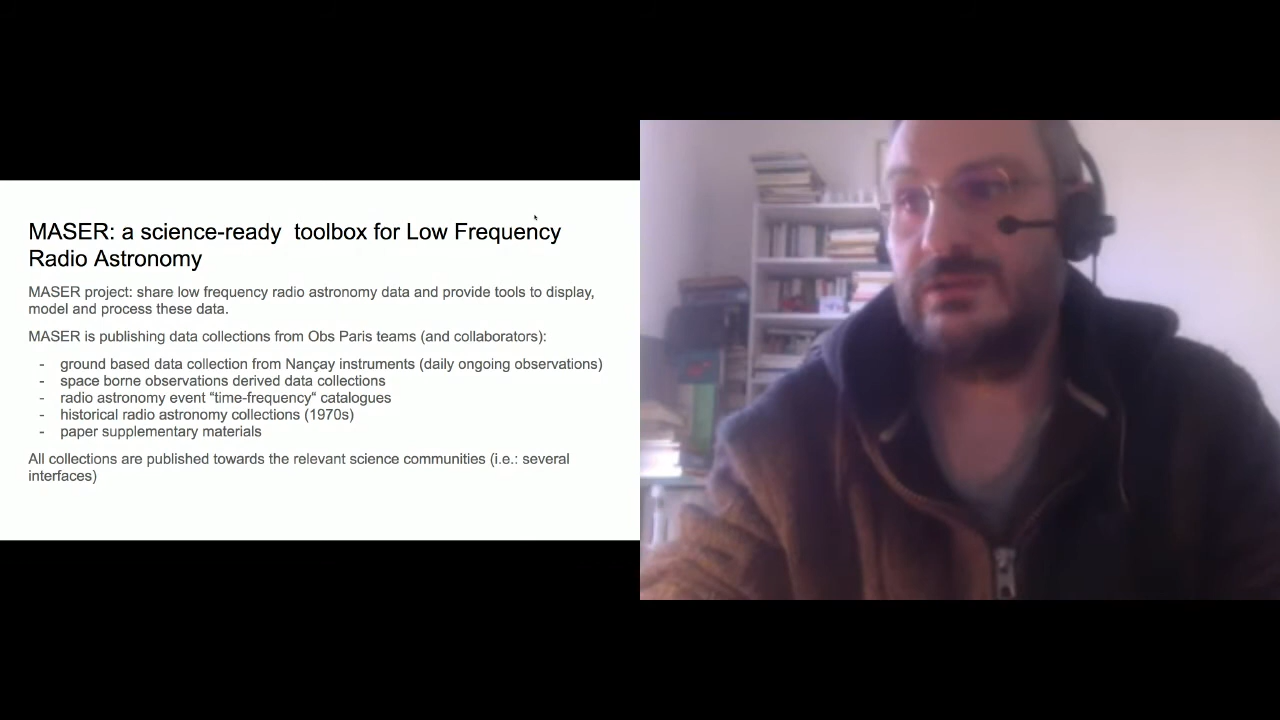 MASER: a science-ready  toolbox for Low Frequency
Radio Astronomy
MASER project: share low frequency radio astronomy data and provide tools to display,
model and process these data.
MASER is publishing data collections from Obs Paris teams (and collaborators):
- ground based data collection from Nançay instruments (daily ongoing observations)
- space borne observations derived data collections
- radio astronomy event “time-frequency“ catalogues
- historical radio astronomy collections (1970s)
- paper supplementary materials
All collections are published towards the relevant science communities (i.e.: several
interfaces)